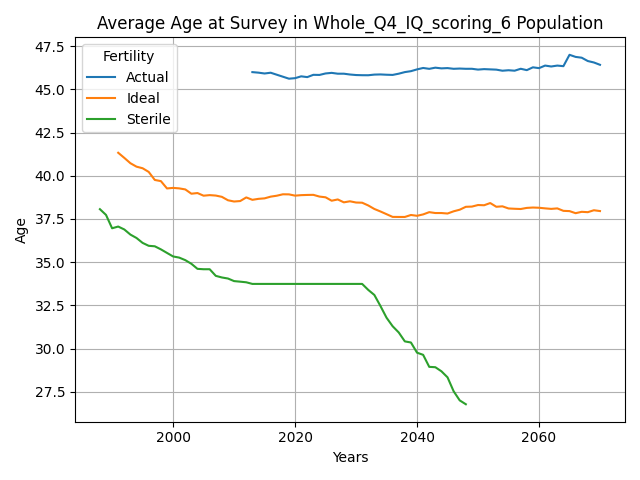 Average Age at Survey in Whole_Q4_IQ_scoring_6 Population
Fertility
Actual
Ideal
Sterile
47.5
45.0
42.5
40.0
37.5
35.0
32.5
30.0
27.5
Age
2000
2020
2040
2060
Years